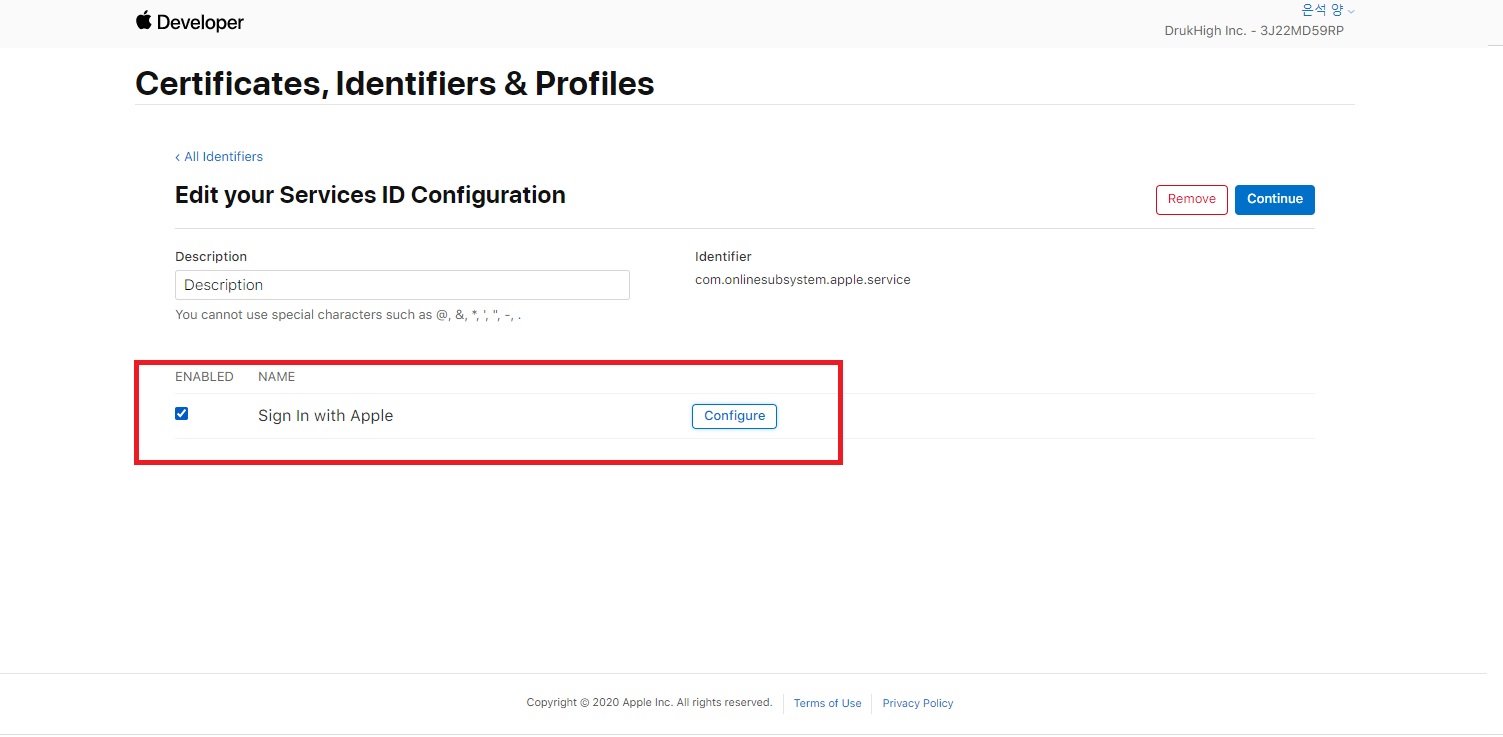 Developer
은석 양
DrukHigh Inc. - 3J22MD59RP
Certificates, Identifiers & Profiles
‹ All Identifiers
Edit your Services ID Configuration
Remove
Continue
Description
Identifier
Description
com.onlinesubsystem.apple.service
You cannot use special characters such as @, &, *, ', ", -, .
ENABLED NAME
Sign In with Apple
Configure
Copyright © 2020 Apple Inc. All rights reserved.
Terms of Use
Privacy Policy